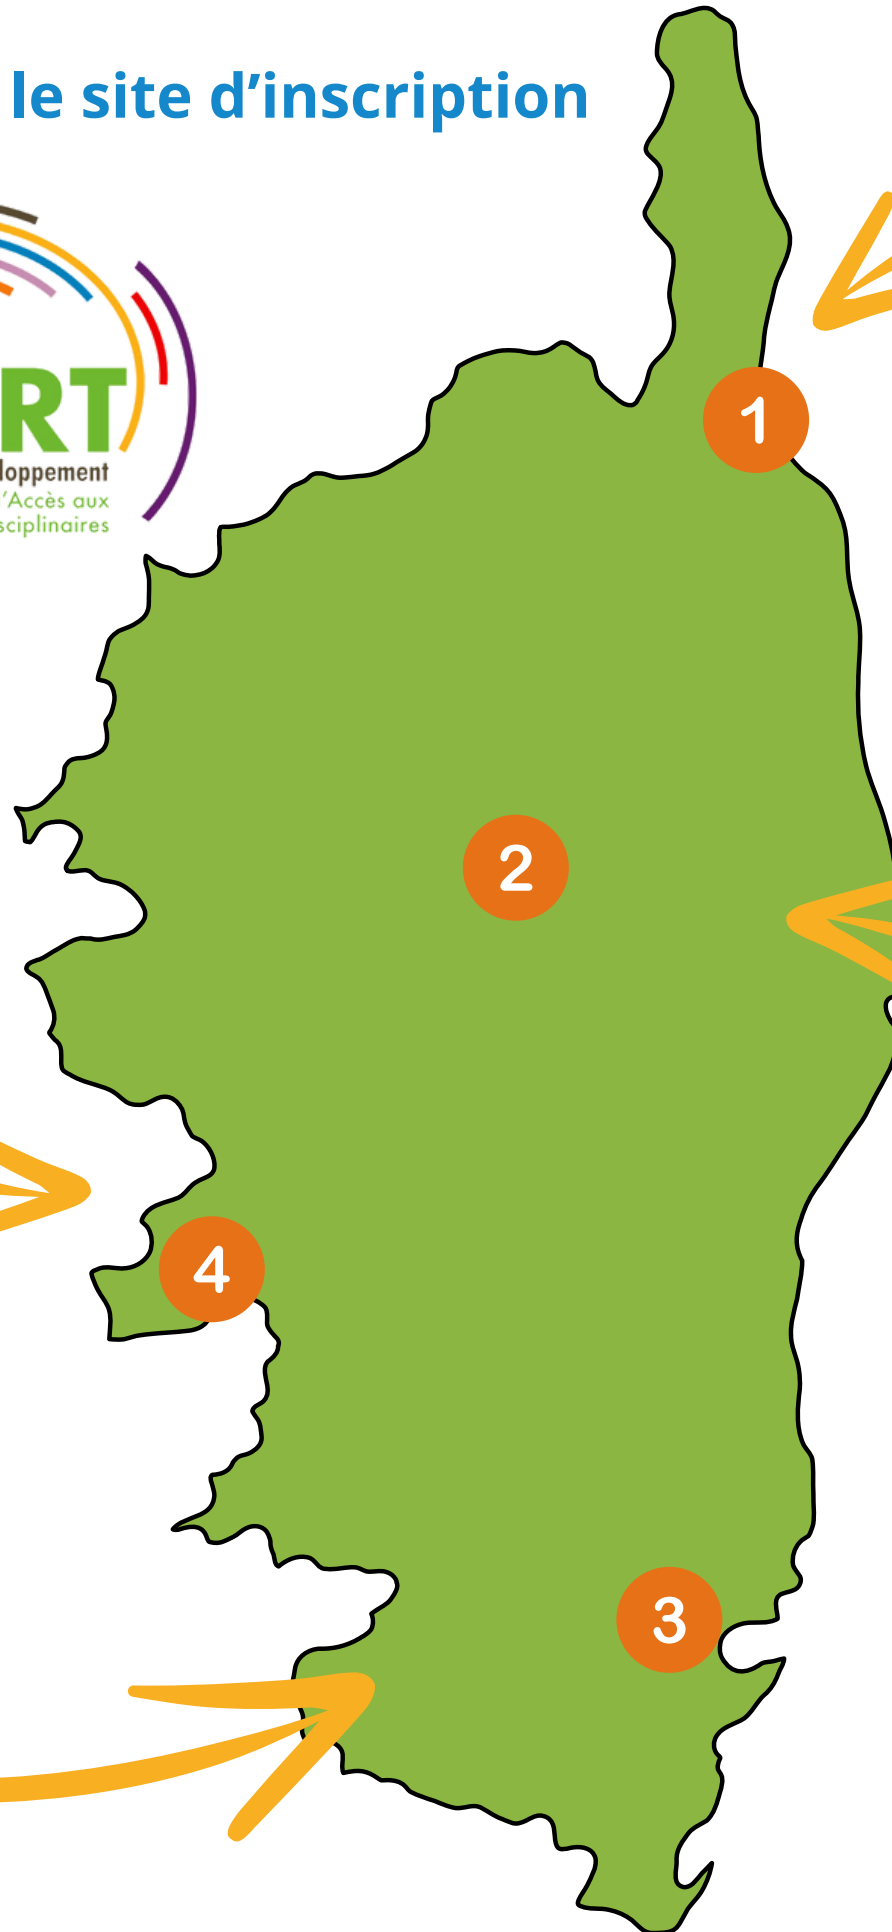 le site d’inscription
RT
loppement
'Accès aux
sciplinaires
1
2
4
3